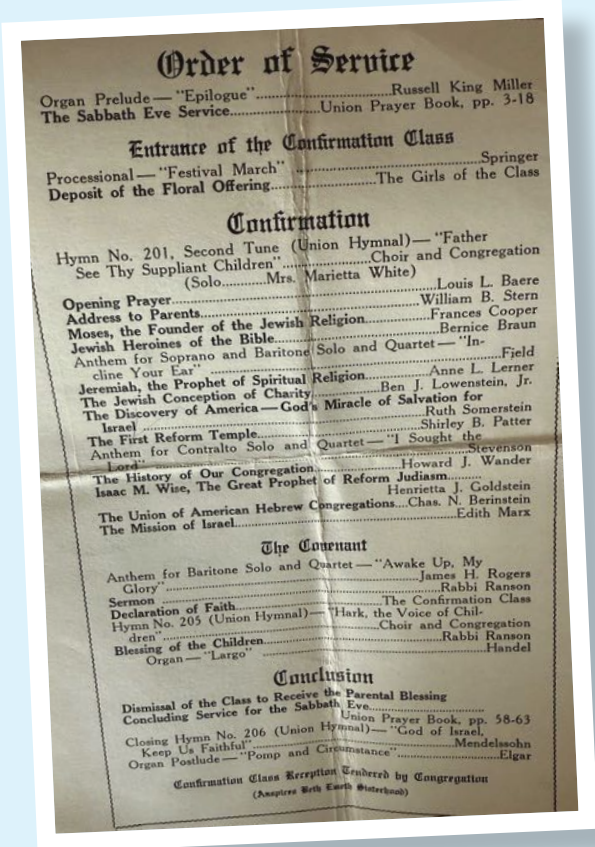 Order of Service
Organ Prelude — "Epilogue"..............................Russell King Miller
The Sabbath Eve Service....................Union Prayer Book, pp. 3-18
Entrance of the Confirmation Class
Processional — "Festival March" ........................................Springer
Deposit of the Floral Offering......................The Girls of the Class
Confirmation
Hymn No. 201, Second Tune (Union Hymnal) — "Father
See Thy Suppliant Children"....................Choir and Congregation
(Solo...........Mrs. Marietta White)
Opening Prayer..................................................Louis L. Baere
Address to Parents..............................................William B. Stern
Moses, the Founder of the Jewish Religion..............Frances Cooper
Jewish Heroines of the Bible..................................Bernice Braun
Anthem for Soprano and Baritone Solo and Quartet — "In-
cline Your Ear" ..................................................................Field
Jeremiah, the Prophet of Spiritual Religion..............Anne L. Lerner
The Jewish Conception of Charity..............Ben J. Lowenstein, Jr.
The Discovery of America — God's Miracle of Salvation for
Israel ..............................................................Ruth Somerstein
The First Reform Temple....................................Shirley B. Patter
Anthem for Contralto Solo and Quartet — "I Sought the
Lord"..............................................................Stevenson
The History of Our Congregation......................Howard J. Wander
Isaac M. Wise, The Great Prophet of Reform Judiasm.........
Henrietta J. Goldstein
The Union of American Hebrew Congregations....Chas. N. Berinstein
The Mission of Israel..................................................Edith Marx
The Covenant
Anthem for Baritone Solo and Quartet — "Awake Up, My
Glory"..............................................................James H. Rogers
Sermon ..............................................................Rabbi Ranson
Declaration of Faith..............................The Confirmation Class
Hymn No. 205 (Union Hymnal) — "Hark, the Voice of Chil-
dren"..............................................Choir and Congregation
Blessing of the Children......................................Rabbi Ranson
Organ — "Largo" ..................................................Handel
Conclusion
Dismissal of the Class to Receive the Parental Blessing
Concluding Service for the Sabbath Eve..........................
Union Prayer Book, pp. 58-63
Closing Hymn No. 206 (Union Hymnal) — "God of Israel,
Keep Us Faithful"..............................................Mendelssohn
Organ Postlude — "Pomp and Circumstance"......................Elgar
Confirmation Class Reception Tendered by Congregation
(Auspices Beth Emeth Sisterhood)